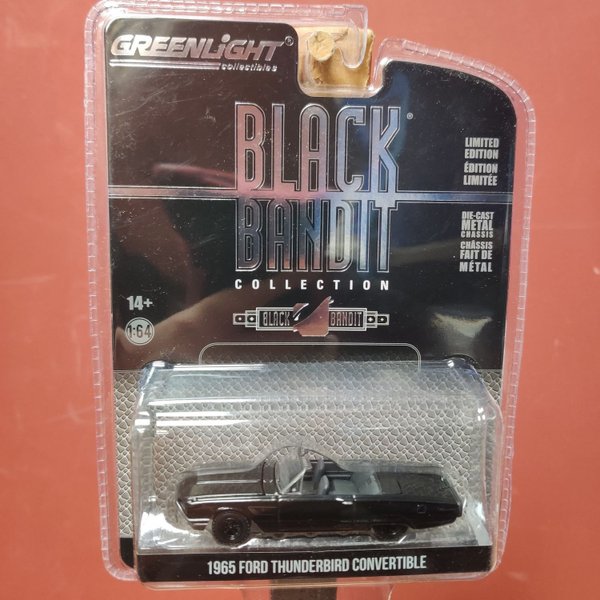 GREENLIGHT®
collectibles
BLACK®
BANDIT
COLLECTION
LIMITED
EDITION
ÉDITION
LIMITÉE
DIE-CAST
METAL
CHASSIS
CHÂSSIS
FAIT DE
MÉTAL
14+
1:64
BLACK BANDIT
1965 FORD THUNDERBIRD CONVERTIBLE